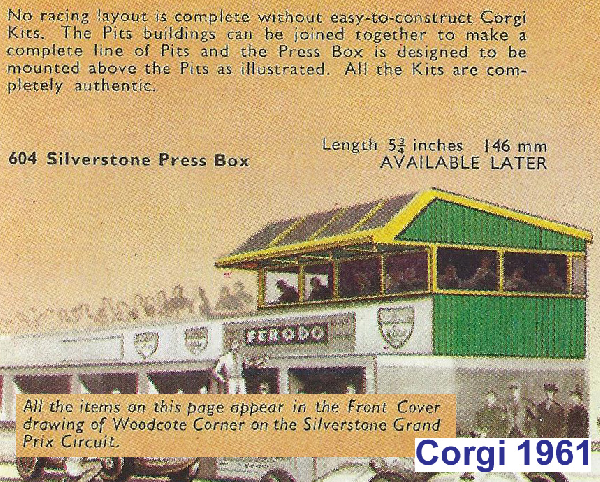 No racing layout is complete without easy-to-construct Corgi
Kits. The Pits buildings can be joined together to make a
complete line of Pits and the Press Box is designed to be
mounted above the Pits as illustrated. All the Kits are com-
pletely authentic.
604 Silverstone Press Box
Length 5¾ inches 146 mm
AVAILABLE LATER
FERODO
All the items on this page appear in the Front Cover
drawing of Woodcote Corner on the Silverstone Grand
Prix Circuit.
Corgi 1961